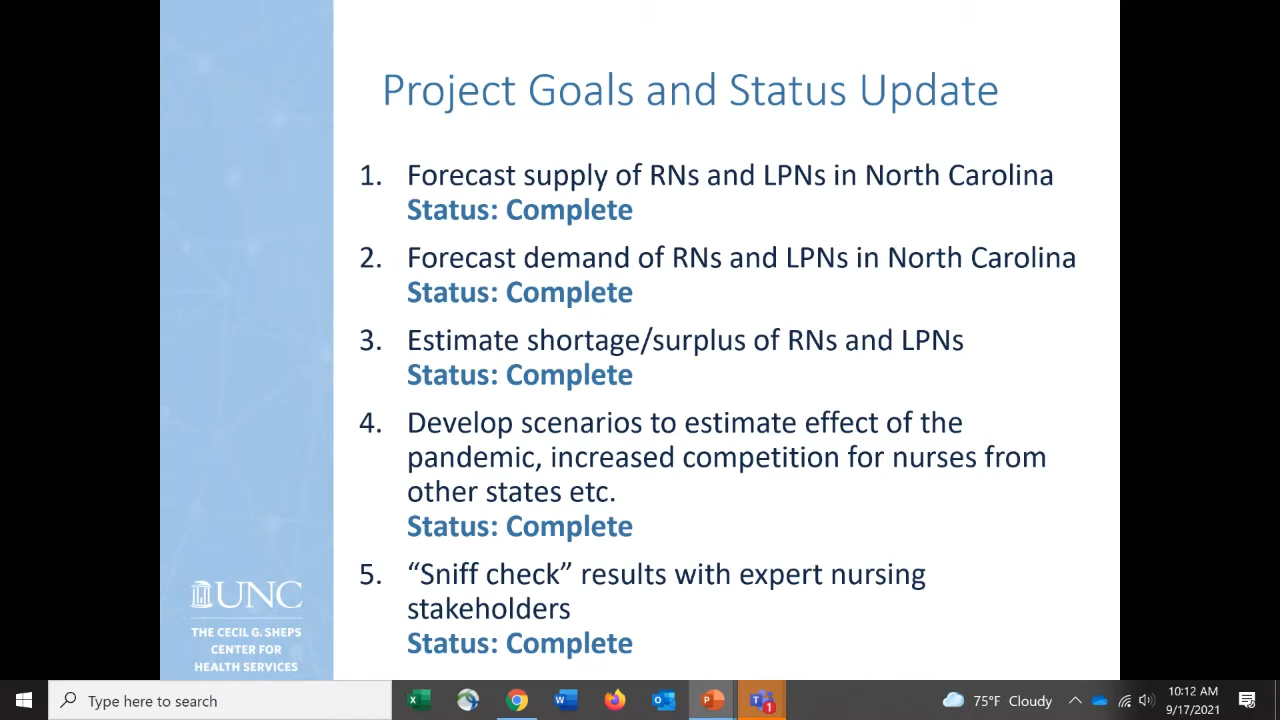 Project Goals and Status Update
1. Forecast supply of RNs and LPNs in North Carolina
Status: Complete
2. Forecast demand of RNs and LPNs in North Carolina
Status: Complete
3. Estimate shortage/surplus of RNs and LPNs
Status: Complete
4. Develop scenarios to estimate effect of the
pandemic, increased competition for nurses from
other states etc.
Status: Complete
5. “Sniff check” results with expert nursing
stakeholders
Status: Complete
UNC
THE CECIL G. SHEPS
CENTER FOR
HEALTH SERVICES
Type here to search
1
75°F Cloudy
10:12 AM
9/17/2021